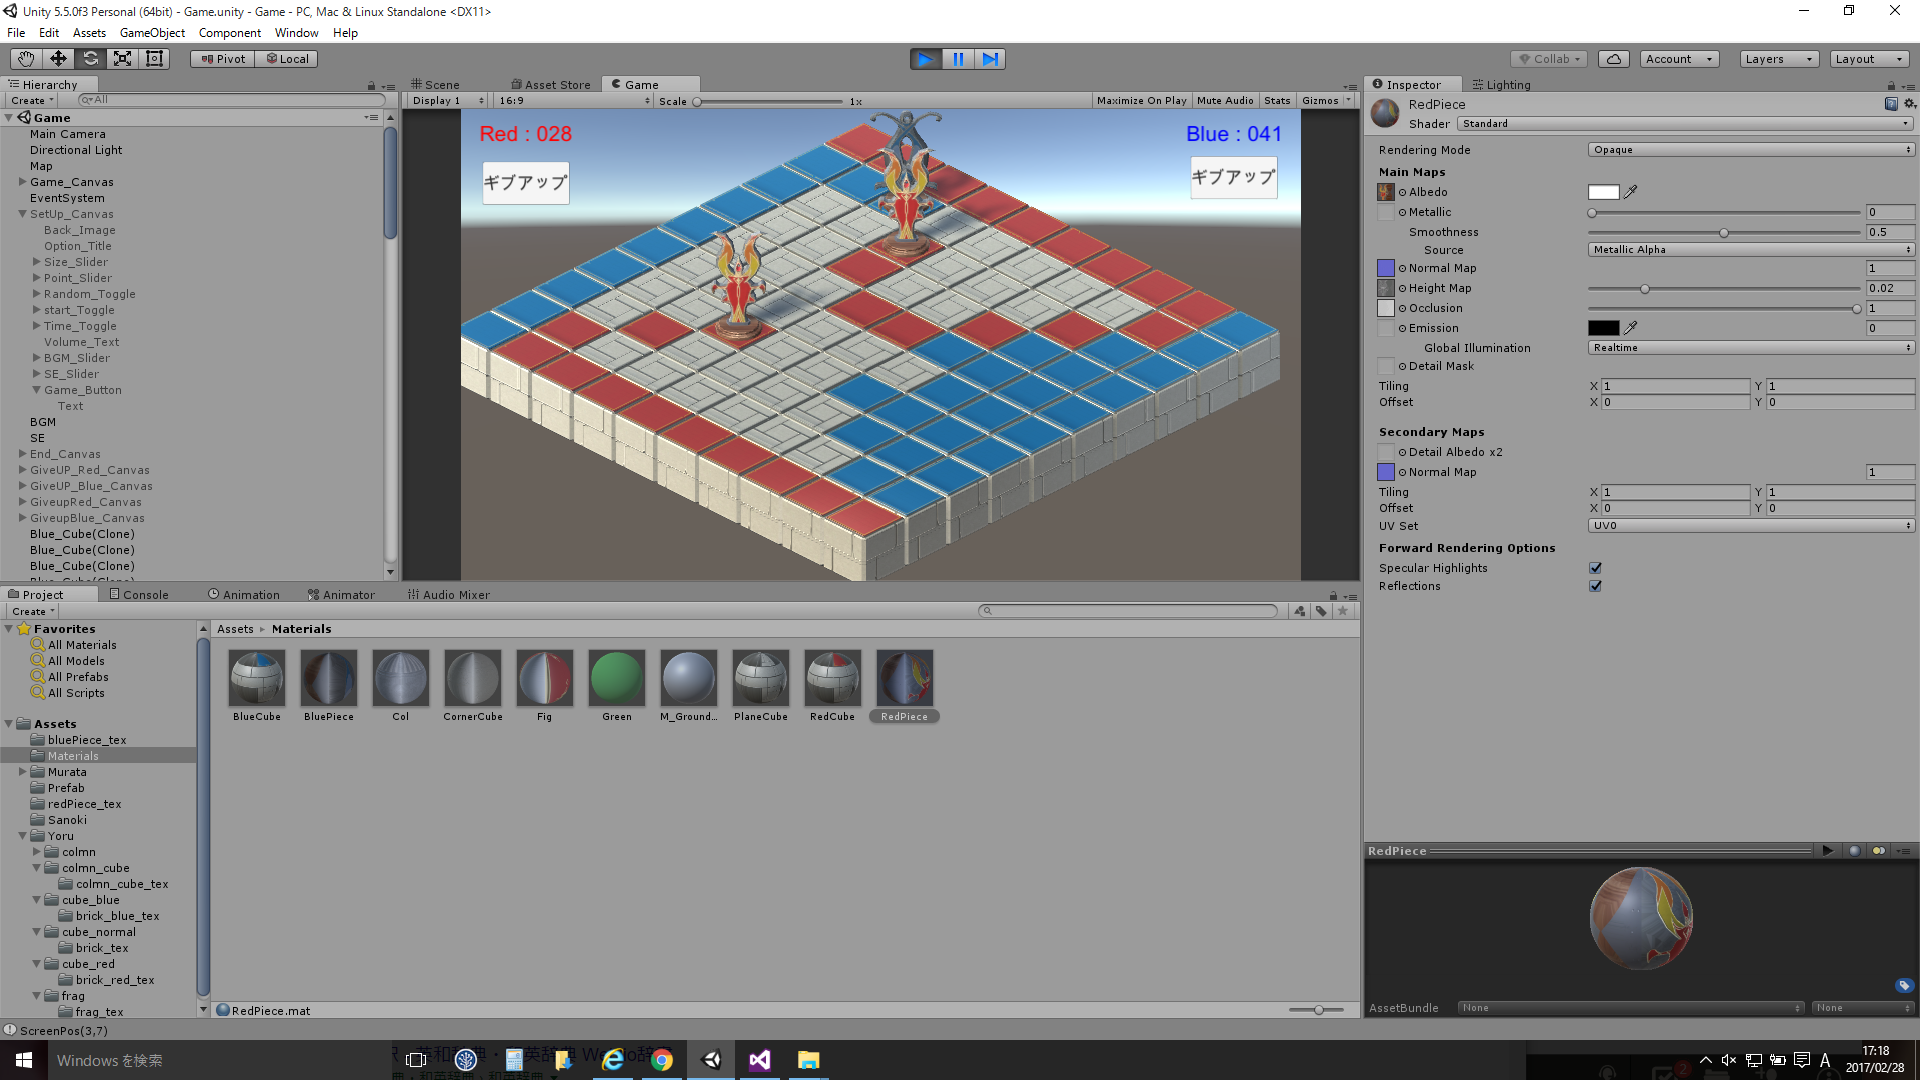 Unity 5.5.0f3 Personal (64bit) - Game.unity - Game - PC, Mac & Linux Standalone <DX11>
File Edit Assets GameObject Component Window Help
Pivot Local
Collab Account Layers Layout
Hierarchy
Create All
Game
Main Camera
Directional Light
Map
Game_Canvas
EventSystem
SetUp_Canvas
Back_Image
Option_Title
Size_Slider
Point_Slider
Random_Toggle
start_Toggle
Time_Toggle
Volume_Text
BGM_Slider
SE_Slider
Game_Button
Text
BGM
SE
End_Canvas
GiveUP_Red_Canvas
GiveUP_Blue_Canvas
GiveupRed_Canvas
GiveupBlue_Canvas
Blue_Cube(Clone)
Blue_Cube(Clone)
Blue_Cube(Clone)
Blue_Cube(Clone)
Scene Asset Store Game
Display 1 16:9 Scale 1x Maximize On Play Mute Audio Stats Gizmos
Red : 028 Blue : 041
ギブアップ ギブアップ
Inspector Lighting
RedPiece
Shader Standard
Rendering Mode Opaque
Main Maps
Albedo
Metallic 0
Smoothness 0.5
Source Metallic Alpha
Normal Map 1
Height Map 0.02
Occlusion 1
Emission 0
Global Illumination Realtime
Detail Mask
Tiling X 1 Y 1
Offset X 0 Y 0
Secondary Maps
Detail Albedo x2
Normal Map 1
Tiling X 1 Y 1
Offset X 0 Y 0
UV Set UV0
Forward Rendering Options
Specular Highlights
Reflections
RedPiece
AssetBundle None None
Project Console Animation Animator Audio Mixer
Create
Favorites
All Materials
All Models
All Prefabs
All Scripts
Assets
bluePiece_tex
Materials
Murata
Prefab
redPiece_tex
Sanoki
Yoru
colmn
colmn_cube
colmn_cube_tex
cube_blue
brick_blue_tex
cube_normal
brick_tex
cube_red
brick_red_tex
frag
frag_tex
Assets Materials
BlueCube BluePiece Col CornerCube Fig Green M_Ground... PlaneCube RedCube RedPiece
RedPiece.mat
ScreenPos(3,7)
Windows を検索
A
17:18
2017/02/28